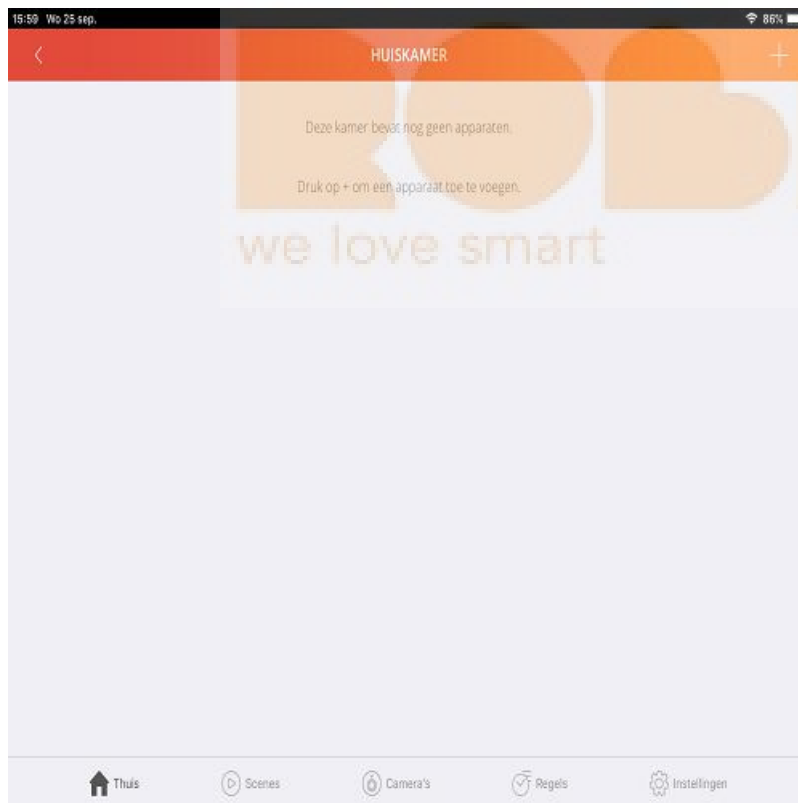 15:59 Wo 25 sep.
86%
HUISKAMER
Deze kamer bevat nog geen apparaten.
Druk op + om een apparaat toe te voegen.
we love smart
Thuis
Scenes
Camera's
Regels
Instellingen